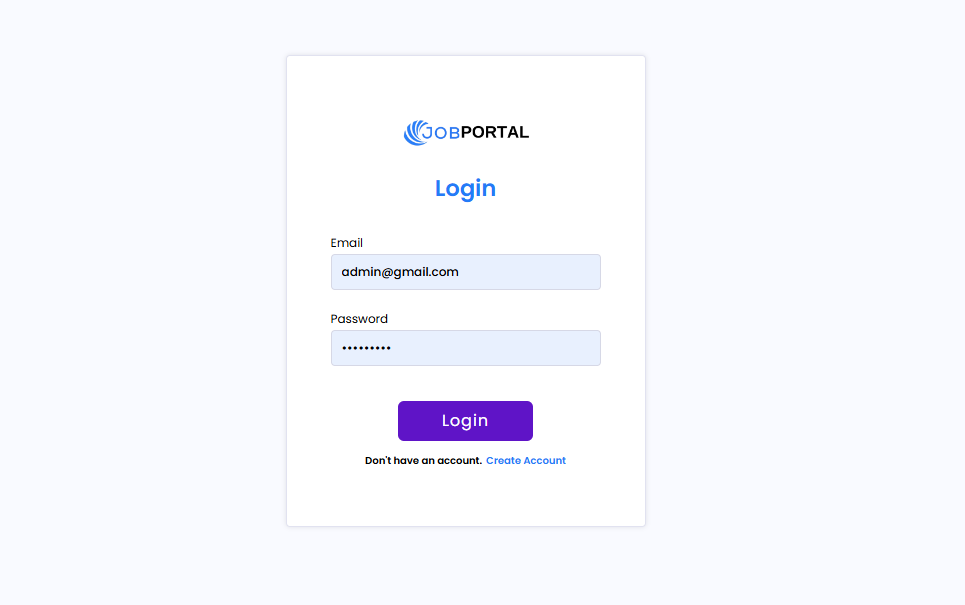 JOBPORTAL
Login
Email
admin@gmail.com
Password
•••••••••
Login
Don't have an account. Create Account